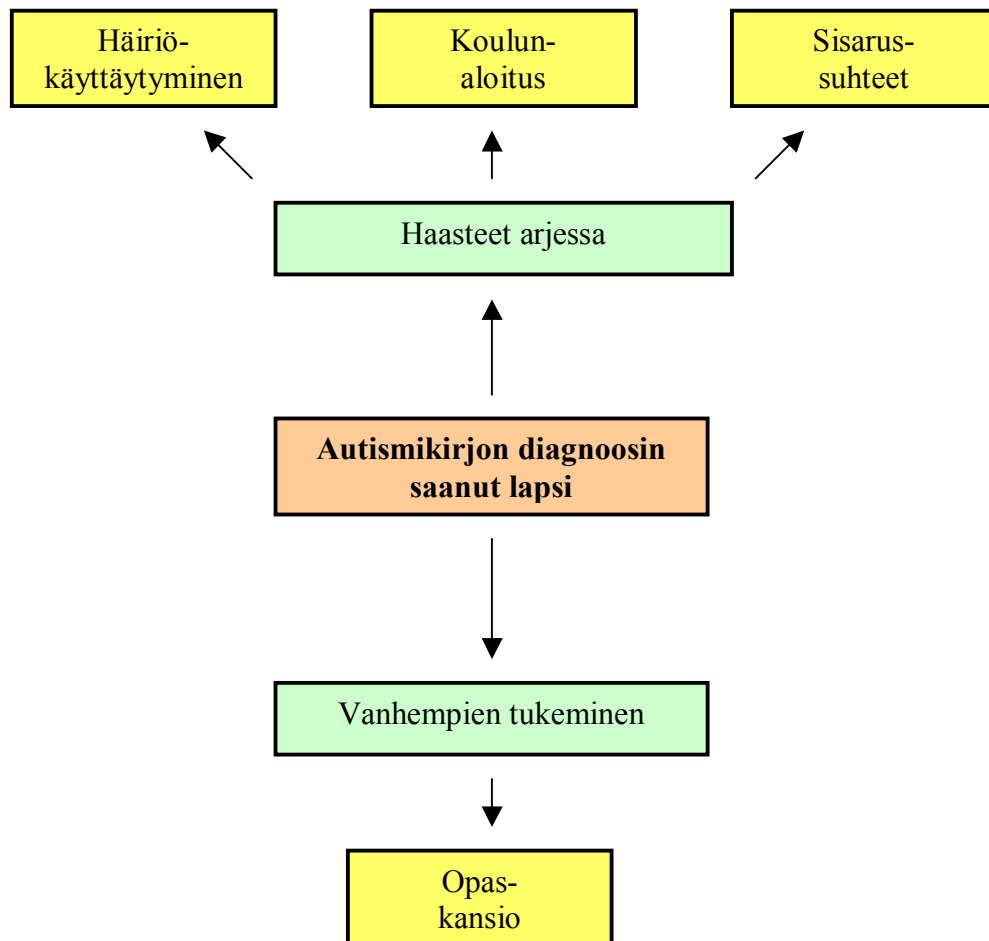 Häiriö-
käyttäytyminen
Koulun-
aloitus
Sisarus-
suhteet
Haasteet arjessa
Autismikirjon diagnoosin
saanut lapsi
Vanhempien tukeminen
Opas-
kansio